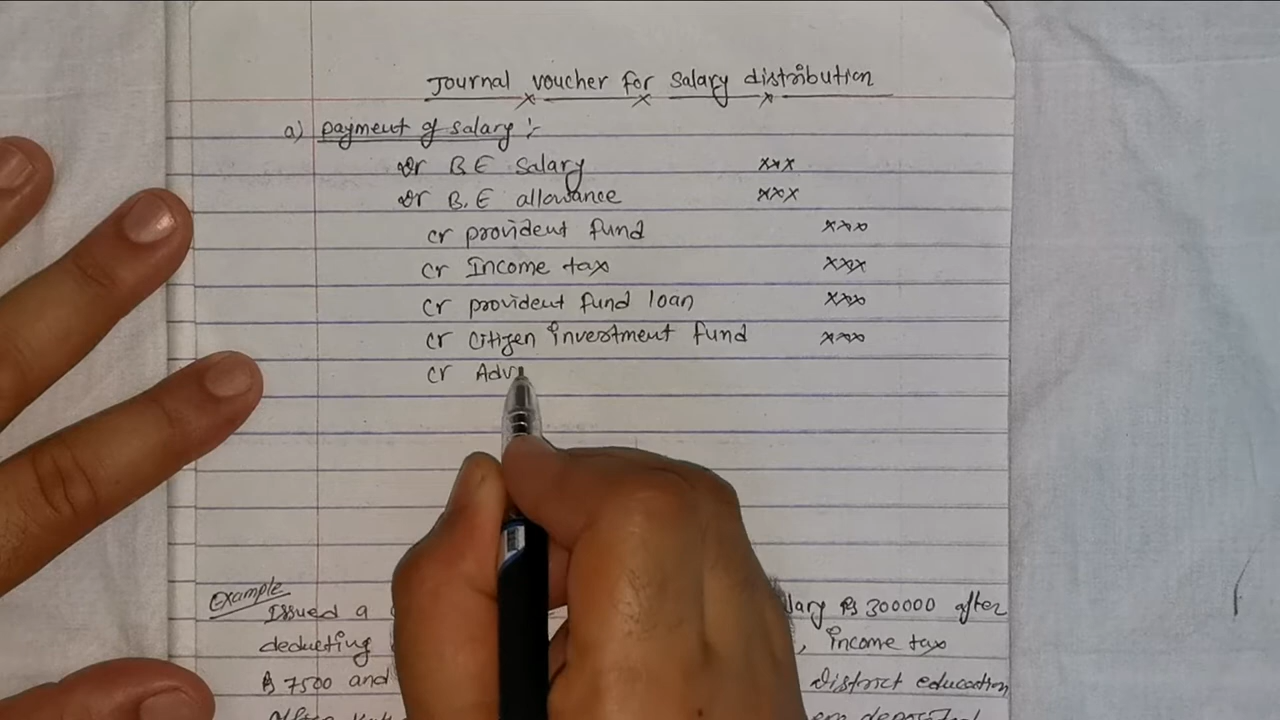 Journal voucher for salary distribution
a) payment of salary :-
Dr B E salary xxx
Dr B.E allowance xxx
cr provident fund xxx
cr Income tax xxx
cr provident fund loan xxx
cr citizen investment fund xxx
cr Adv
Example
Issued a salary Rs 300000 after
deducting , income tax
Rs 7500 and District education